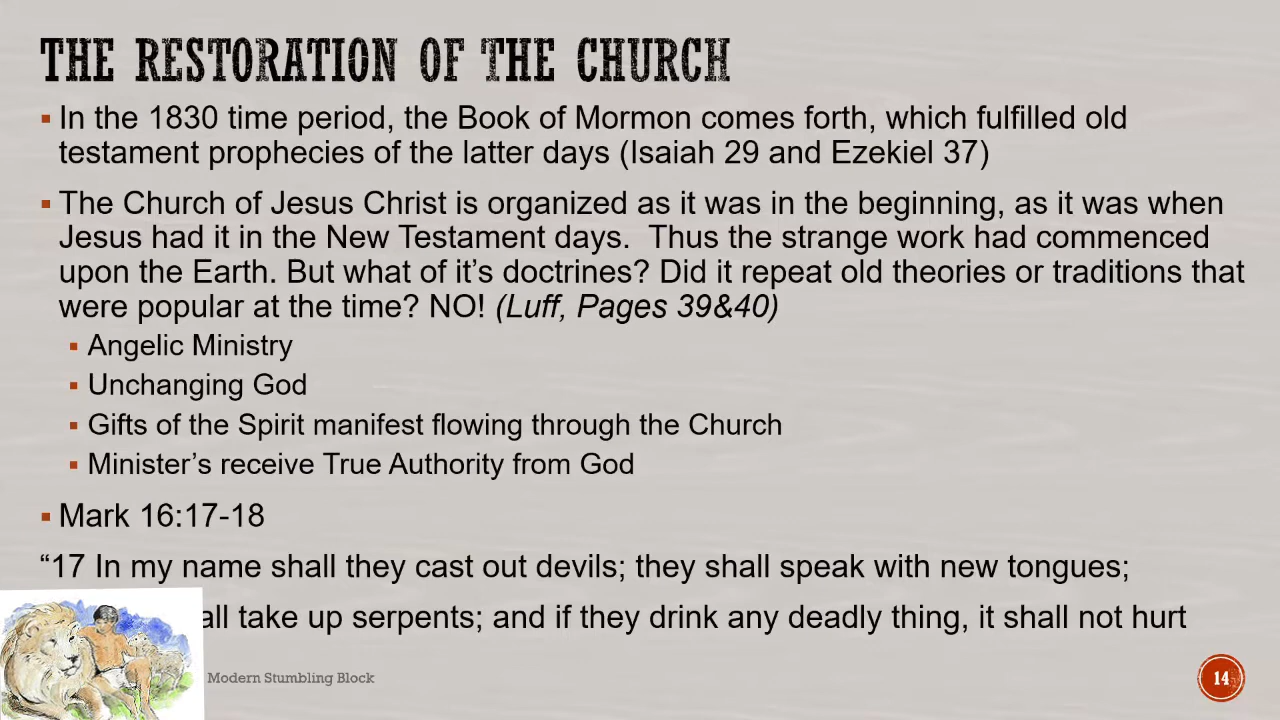 THE RESTORATION OF THE CHURCH
▪ In the 1830 time period, the Book of Mormon comes forth, which fulfilled old
testament prophecies of the latter days (Isaiah 29 and Ezekiel 37)
▪ The Church of Jesus Christ is organized as it was in the beginning, as it was when
Jesus had it in the New Testament days.  Thus the strange work had commenced
upon the Earth. But what of it’s doctrines? Did it repeat old theories or traditions that
were popular at the time? NO! (Luff, Pages 39&40)
▪ Angelic Ministry
▪ Unchanging God
▪ Gifts of the Spirit manifest flowing through the Church
▪ Minister’s receive True Authority from God
▪ Mark 16:17-18
“17 In my name shall they cast out devils; they shall speak with new tongues;
take up serpents; and if they drink any deadly thing, it shall not hurt
Modern Stumbling Block
14